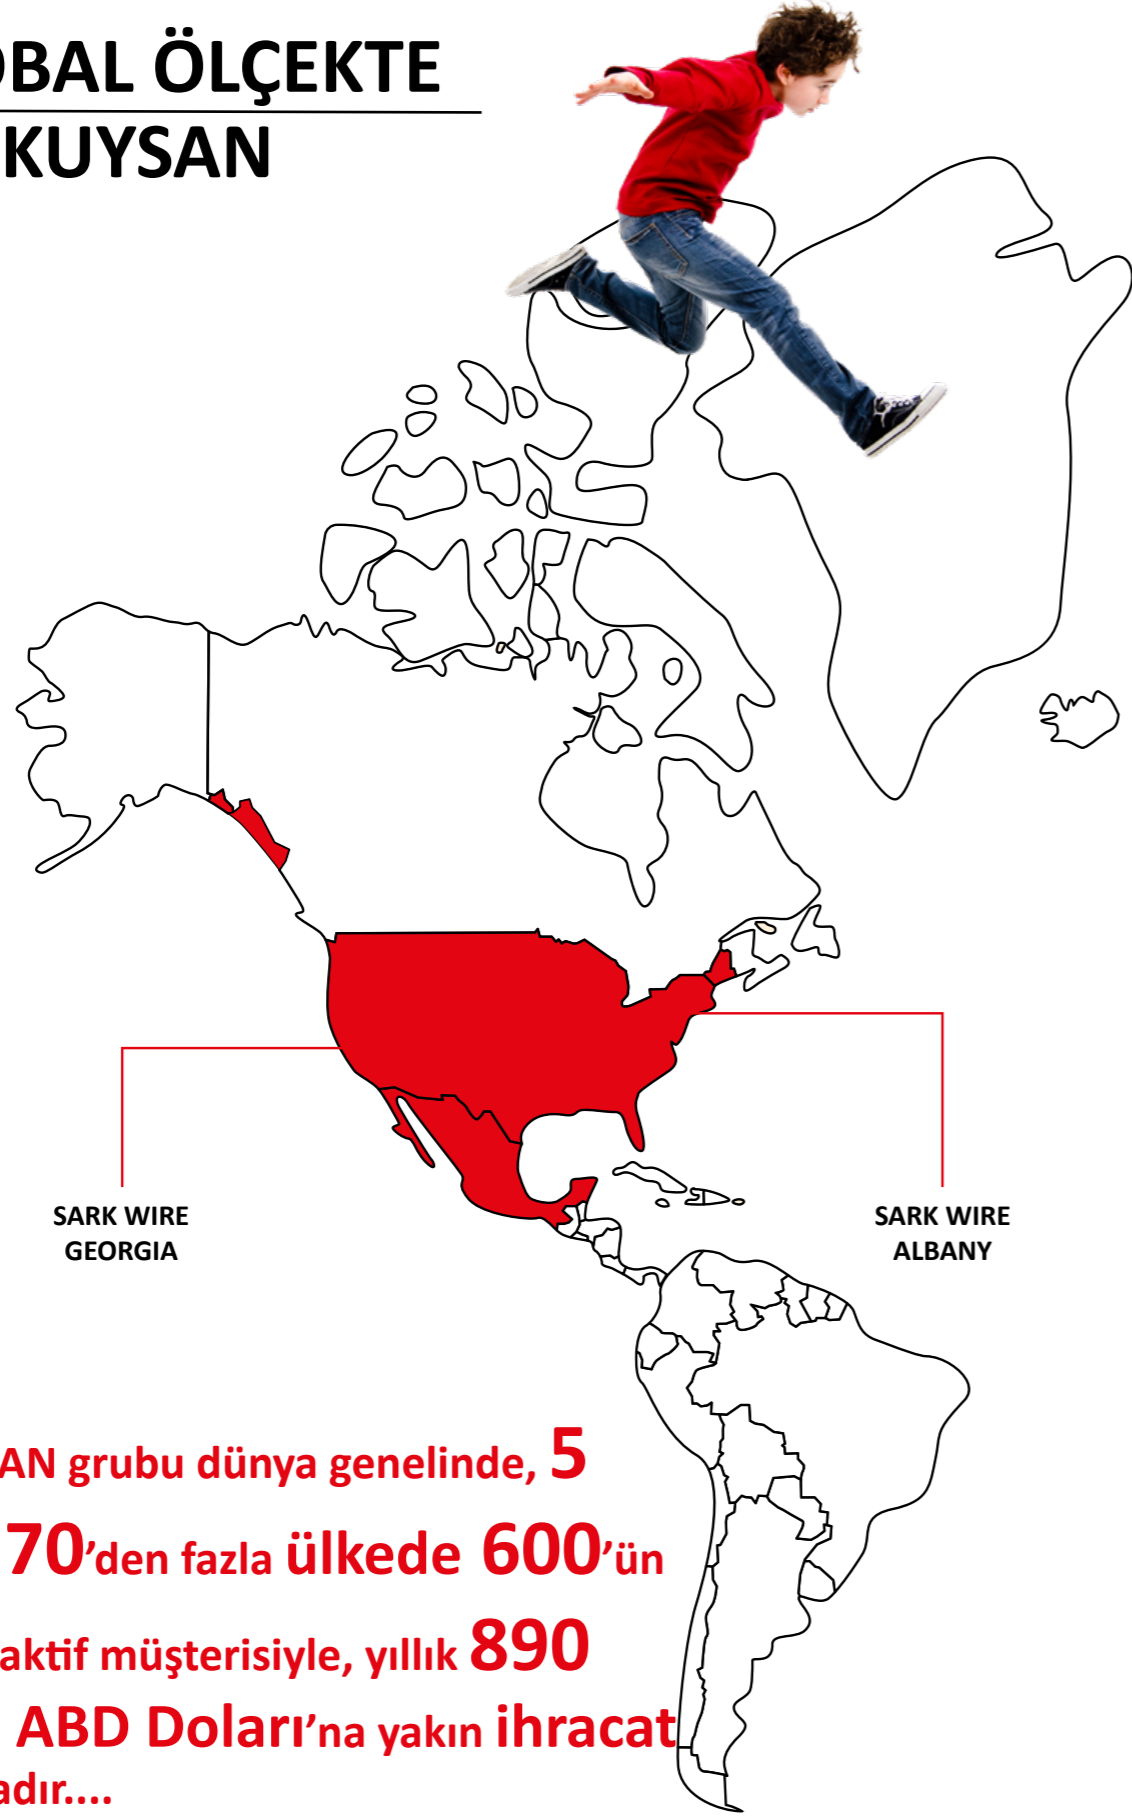 OBAL ÖLÇEKTE
KUYSAN
SARK WIRE
GEORGIA
SARK WIRE
ALBANY
AN grubu dünya genelinde, 5
70’den fazla ülkede 600’ün
aktif müşterisiyle, yıllık 890
ABD Doları’na yakın ihracat
adır....